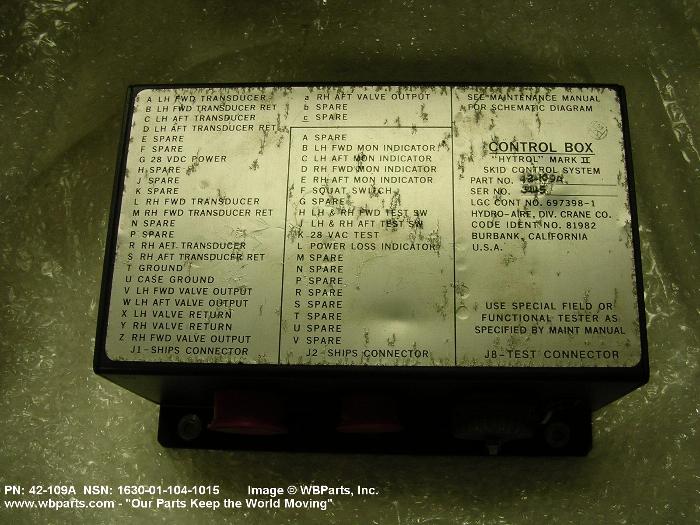 A LH FWD TRANSDUCER
B LH FWD TRANSDUCER RET
C LH AFT TRANSDUCER
D LH AFT TRANSDUCER RET
E SPARE
F SPARE
G 28 VDC POWER
H SPARE
J SPARE
K SPARE
L RH FWD TRANSDUCER
M RH FWD TRANSDUCER RET
N SPARE
P SPARE
R RH AFT TRANSDUCER
S RH AFT TRANSDUCER RET
T GROUND
U CASE GROUND
V LH FWD VALVE OUTPUT
W LH AFT VALVE OUTPUT
X LH VALVE RETURN
Y RH VALVE RETURN
Z RH FWD VALVE OUTPUT
J1-SHIPS CONNECTOR
a RH AFT VALVE OUTPUT
b SPARE
c SPARE
A SPARE
B LH FWD MON INDICATOR
C LH AFT MON INDICATOR
D RH FWD MON INDICATOR
E RH AFT MON INDICATOR
F SQUAT SWITCH
G SPARE
H LH & RH FWD TEST SW
J LH & RH AFT TEST SW
K 28 VAC TEST
L POWER LOSS INDICATOR
M SPARE
N SPARE
P SPARE
R SPARE
S SPARE
T SPARE
U SPARE
V SPARE
J2-SHIPS CONNECTOR
SEE MAINTENANCE MANUAL
FOR SCHEMATIC DIAGRAM
CONTROL BOX
"HYTROL" MARK II
SKID CONTROL SYSTEM
PART NO. 42-109A
SER NO.
LGC CONT NO. 697398-1
HYDRO-AIRE, DIV. CRANE CO.
CODE IDENT NO. 81982
BURBANK, CALIFORNIA
U.S.A.
USE SPECIAL FIELD OR
FUNCTIONAL TESTER AS
SPECIFIED BY MAINT MANUAL
J8-TEST CONNECTOR
PN: 42-109A NSN: 1630-01-104-1015 Image © WBParts, Inc.
www.wbparts.com - "Our Parts Keep the World Moving"